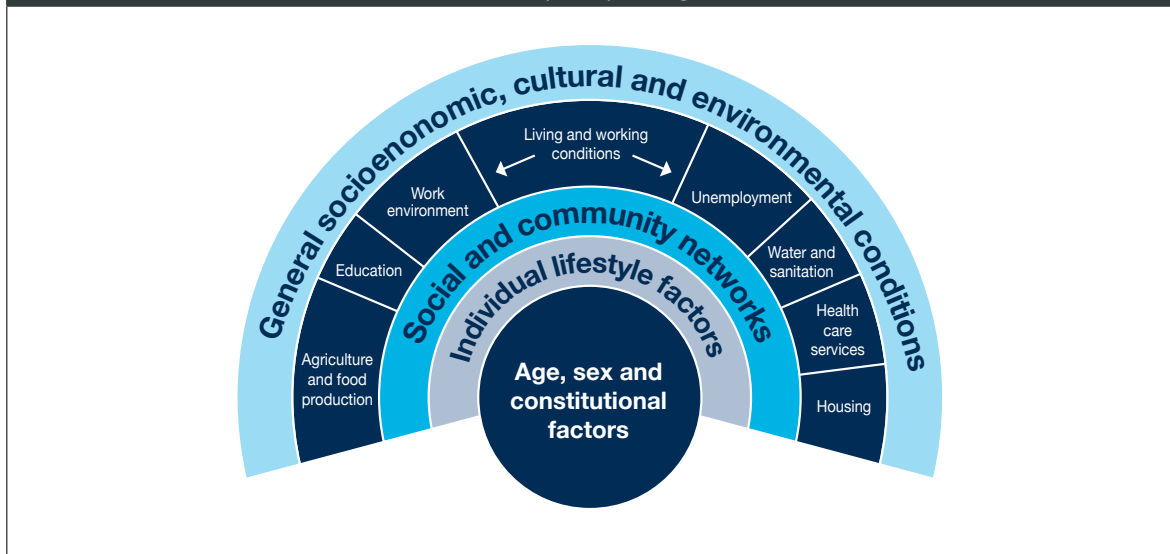 General socioenonomic, cultural and environmental conditions
Living and working
conditions
Work
environment
Unemployment
Education
Water and
sanitation
Agriculture
and food
production
Health
care
services
Housing
Social and community networks
Individual lifestyle factors
Age, sex and
constitutional
factors